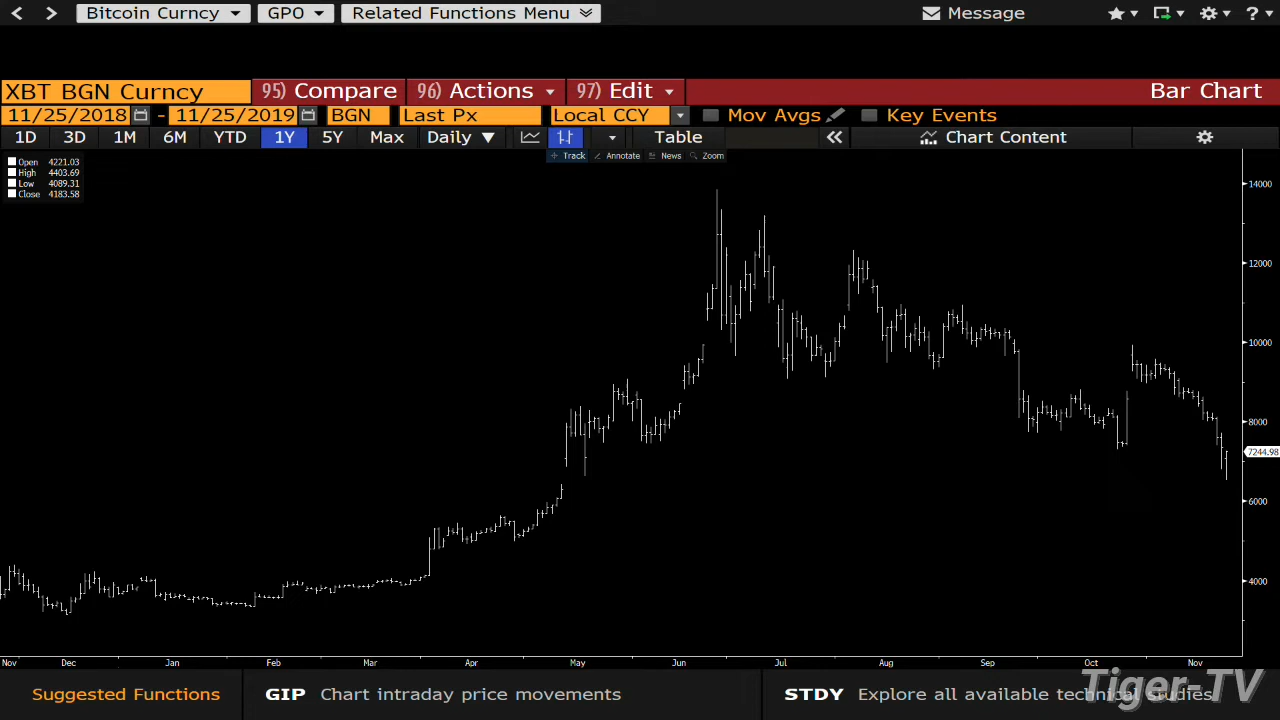 Bitcoin Curncy GPO Related Functions Menu Message ?
XBT BGN Curncy 95) Compare 96) Actions 97) Edit Bar Chart
11/25/2018 - 11/25/2019 BGN Last Px Local CCY Mov Avgs Key Events
1D 3D 1M 6M YTD 1Y 5Y Max Daily Table Chart Content
Track Annotate News Zoom
Open 4221.03
High 4403.69
Low 4089.31
Close 4183.58
14000
12000
10000
8000
7244.98
6000
4000
Nov Dec Jan Feb Mar Apr May Jun Jul Aug Sep Oct Nov
Suggested Functions GIP Chart intraday price movements STDY Explore all available technical studies
Tiger-TV